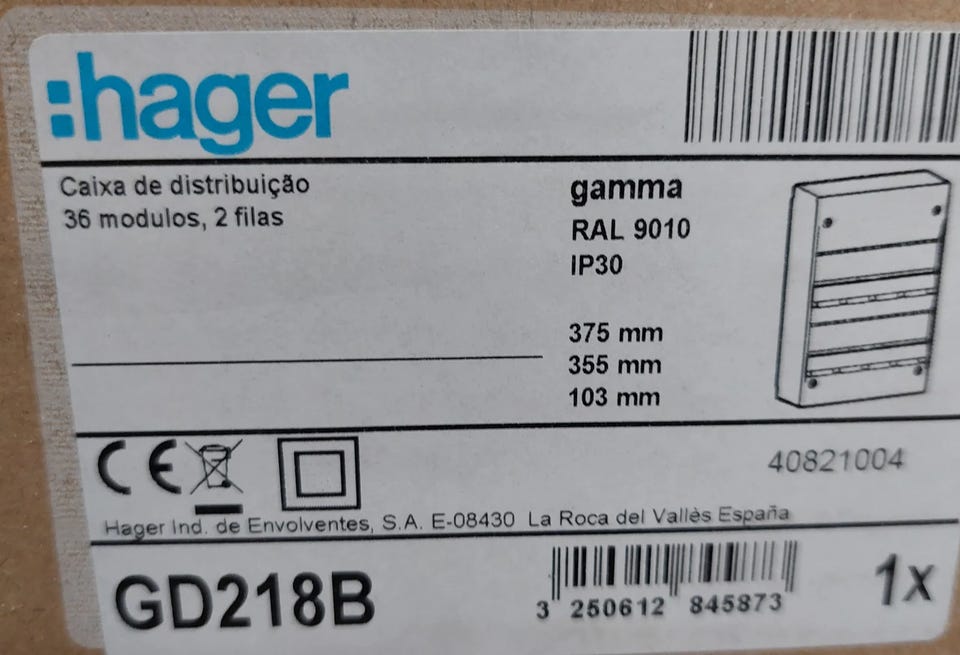 :hager
Caixa de distribuição
36 modulos, 2 filas
gamma
RAL 9010
IP30
375 mm
355 mm
103 mm
CE
40821004
Hager Ind. de Envolventes, S.A. E-08430 La Roca del Vallès España
GD218B
3 250612 845873
1x